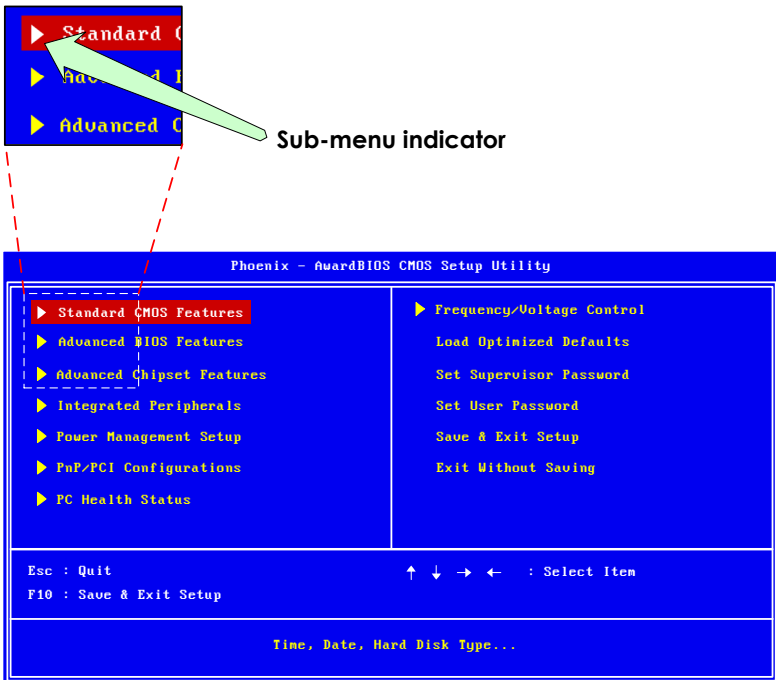 Standard C
Advanced
Advanced C
Sub-menu indicator
Phoenix - AwardBIOS CMOS Setup Utility
Standard CMOS Features
Advanced BIOS Features
Advanced Chipset Features
Integrated Peripherals
Power Management Setup
PnP/PCI Configurations
PC Health Status
Frequency/Voltage Control
Load Optimized Defaults
Set Supervisor Password
Set User Password
Save & Exit Setup
Exit Without Saving
Esc : Quit
↑ ↓ → ← : Select Item
F10 : Save & Exit Setup
Time, Date, Hard Disk Type...